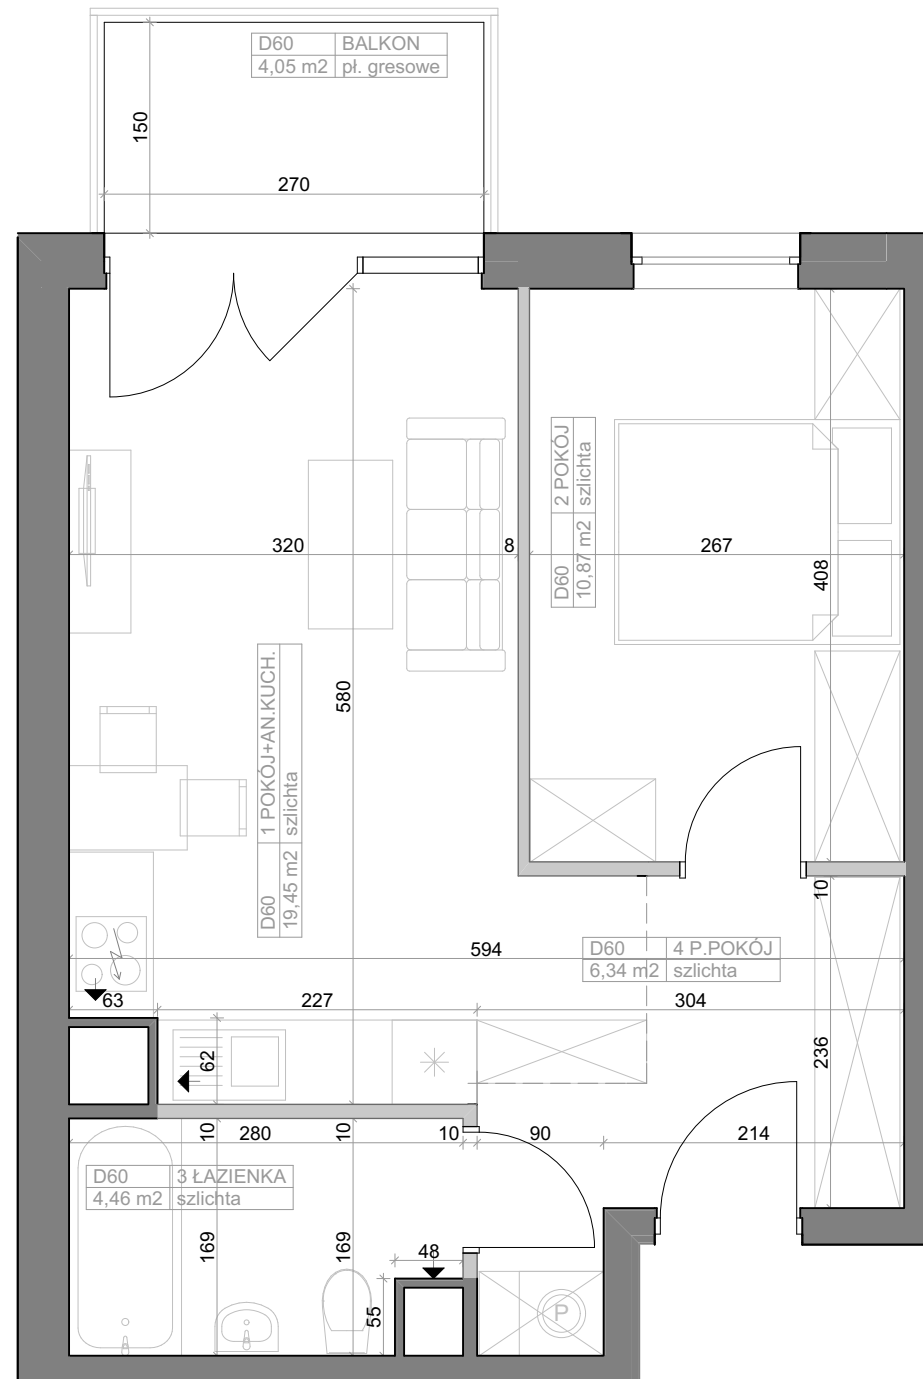 D60 BALKON
4,05 m2 pł. gresowe
150
270
D60 2 POKÓJ
10,87 m2 szlichta
320
8
267
408
D60 1 POKÓJ+AN.KUCH.
19,45 m2 szlichta
580
10
594
D60 4 P.POKÓJ
6,34 m2 szlichta
63
227
304
62
236
10
280
10
10
90
214
D60 3 ŁAZIENKA
4,46 m2 szlichta
169
169
48
55
P